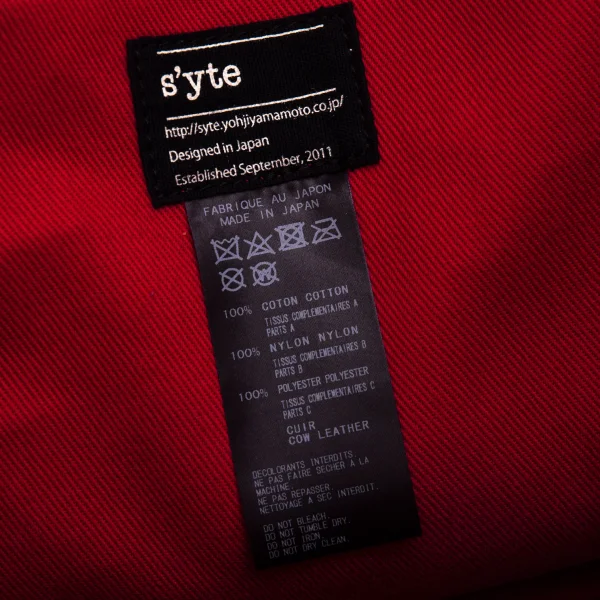 s'yte
http://syte.yohjiyamamoto.co.jp/
Designed in Japan
Established September, 2011
FABRIQUE AU JAPON
MADE IN JAPAN
100% COTON COTTON
TISSUS COMPLEMENTAIRES A
PARTS A
100% NYLON NYLON
TISSUS COMPLEMENTAIRES B
PARTS B
100% POLYESTER POLYESTER
TISSUS COMPLEMENTAIRES C
PARTS C
CUIR
COW LEATHER
DECOLORANTS INTERDITS.
NE PAS FAIRE SECHER A LA
MACHINE.
NE PAS REPASSER.
NETTOYAGE A SEC INTERDIT.
DO NOT BLEACH.
DO NOT TUMBLE DRY.
DO NOT IRON.
DO NOT DRY CLEAN.